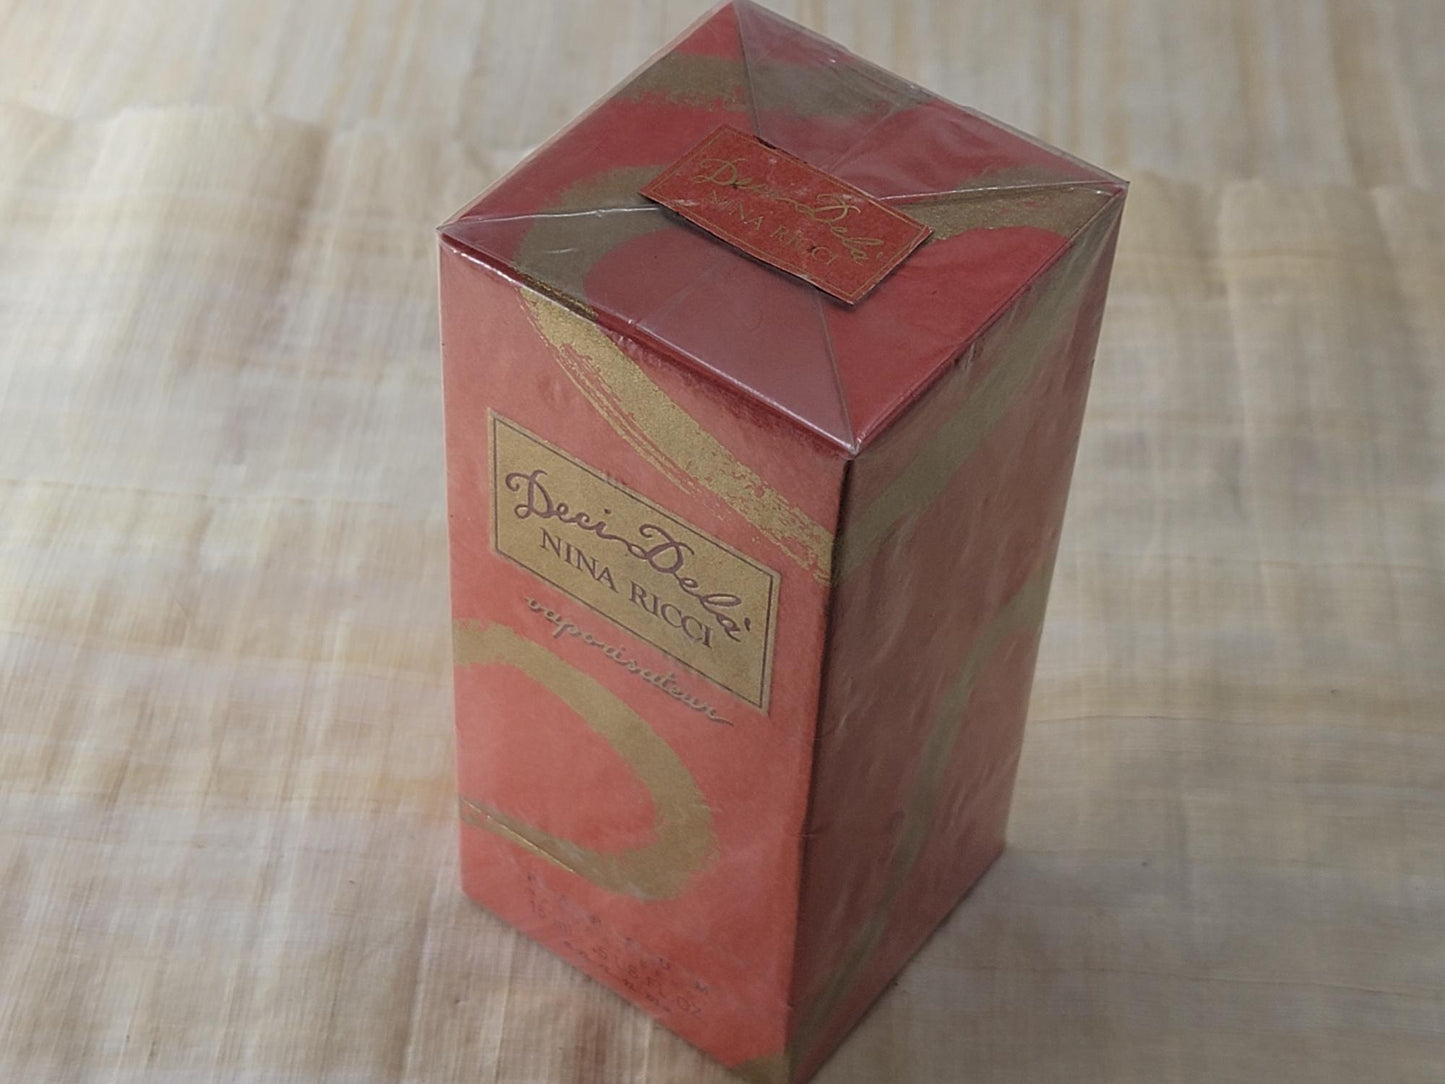 Deci Delà
NINA RICCI
Deci Delà
NINA RICCI
vaporisateur